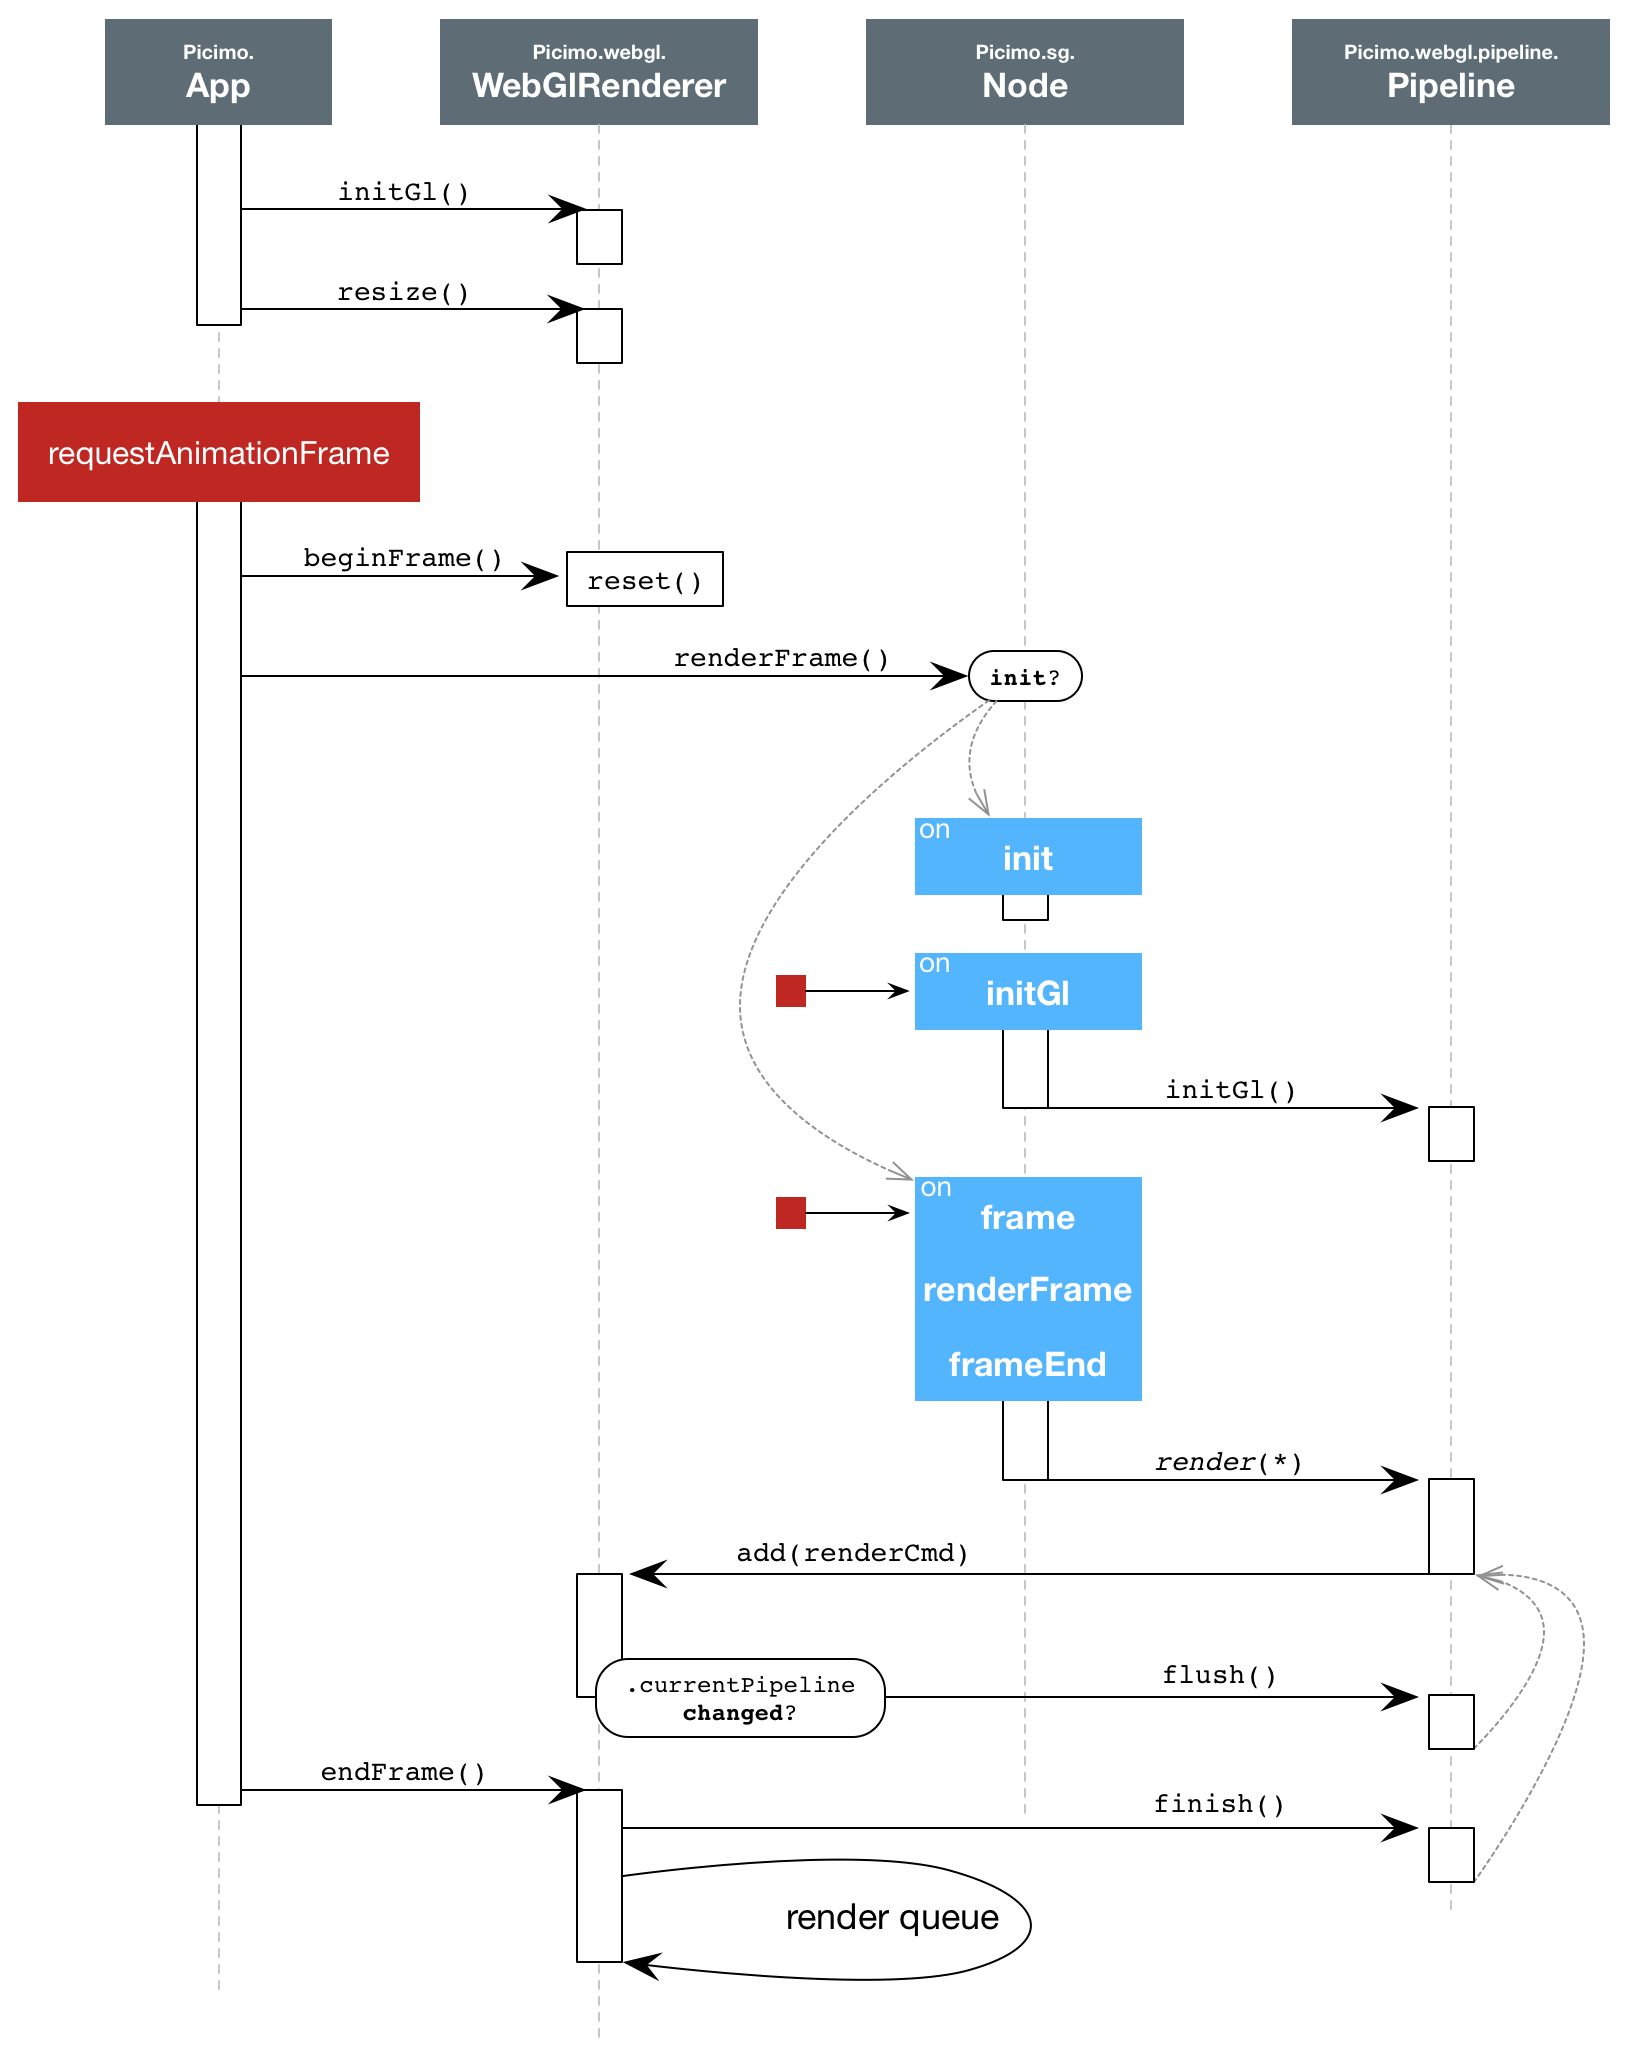 Picimo.
App
Picimo.webgl.
WebGlRenderer
Picimo.sg.
Node
Picimo.webgl.pipeline.
Pipeline
initGl()
resize()
requestAnimationFrame
beginFrame()
reset()
renderFrame()
init?
on
init
on
initGl
initGl()
on
frame
renderFrame
frameEnd
render(*)
add(renderCmd)
.currentPipeline
changed?
flush()
endFrame()
finish()
render queue